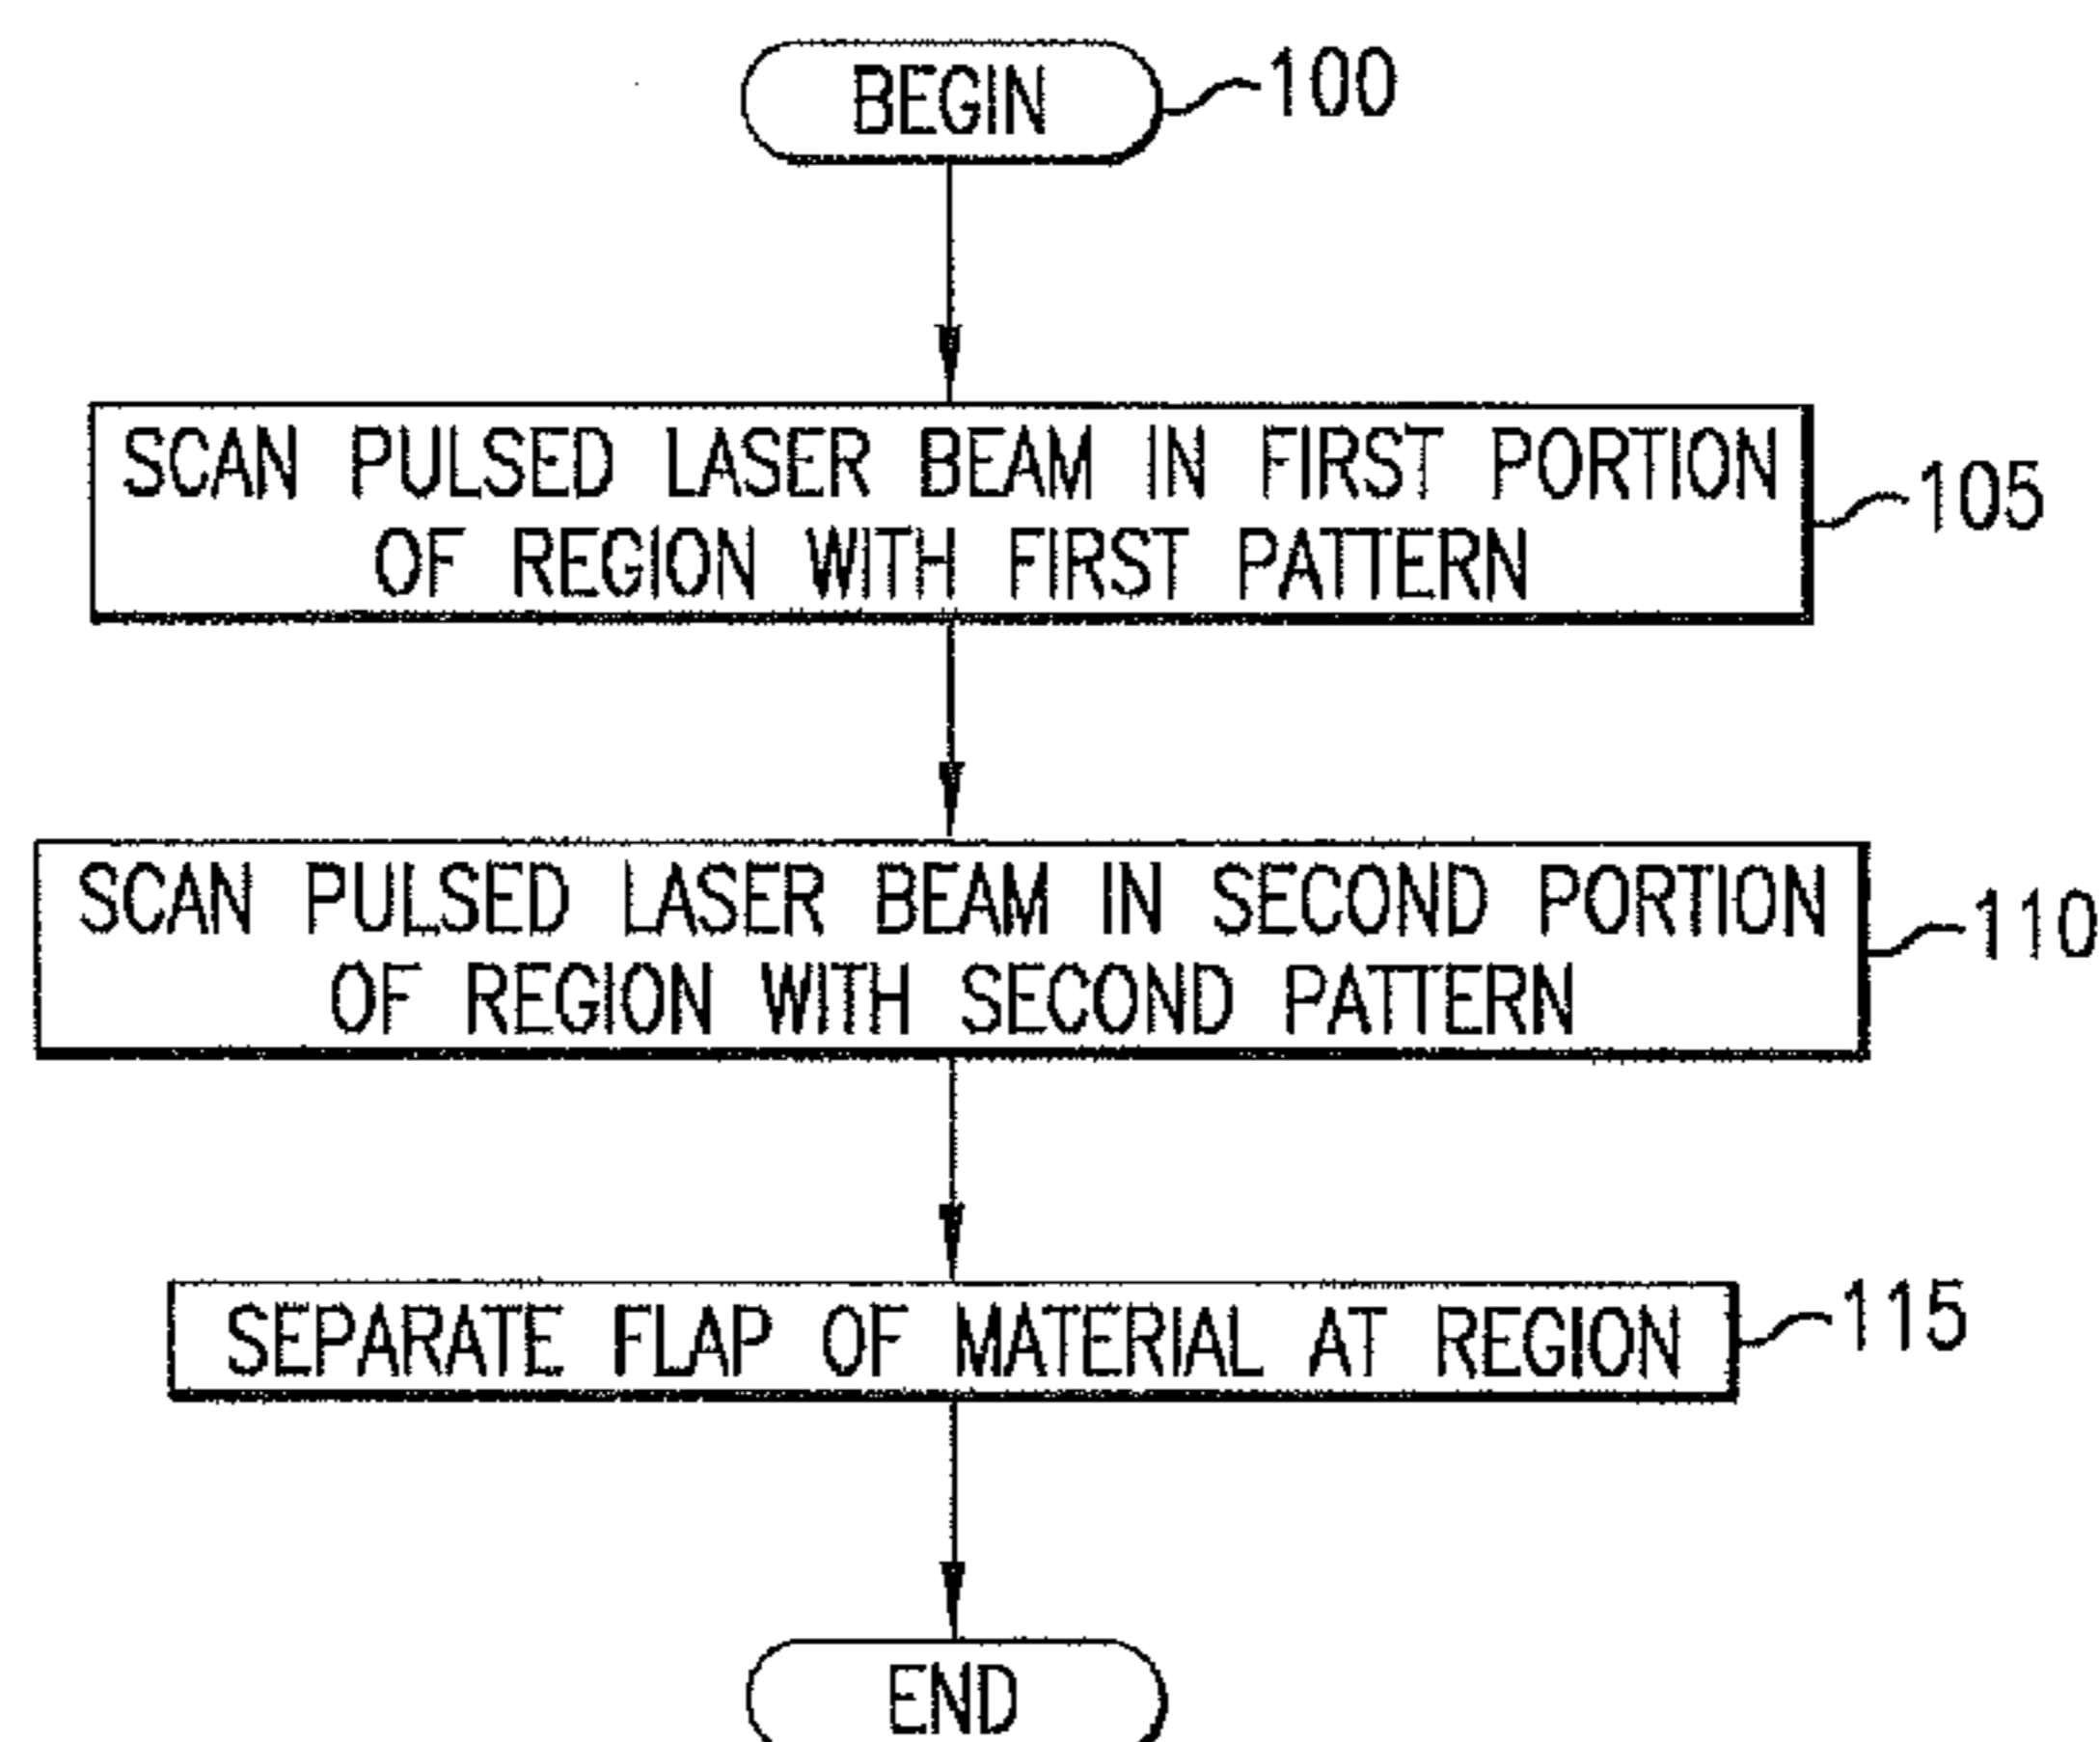 BEGIN
100
SCAN PULSED LASER BEAM IN FIRST PORTION
OF REGION WITH FIRST PATTERN
105
SCAN PULSED LASER BEAM IN SECOND PORTION
OF REGION WITH SECOND PATTERN
110
SEPARATE FLAP OF MATERIAL AT REGION
115
END